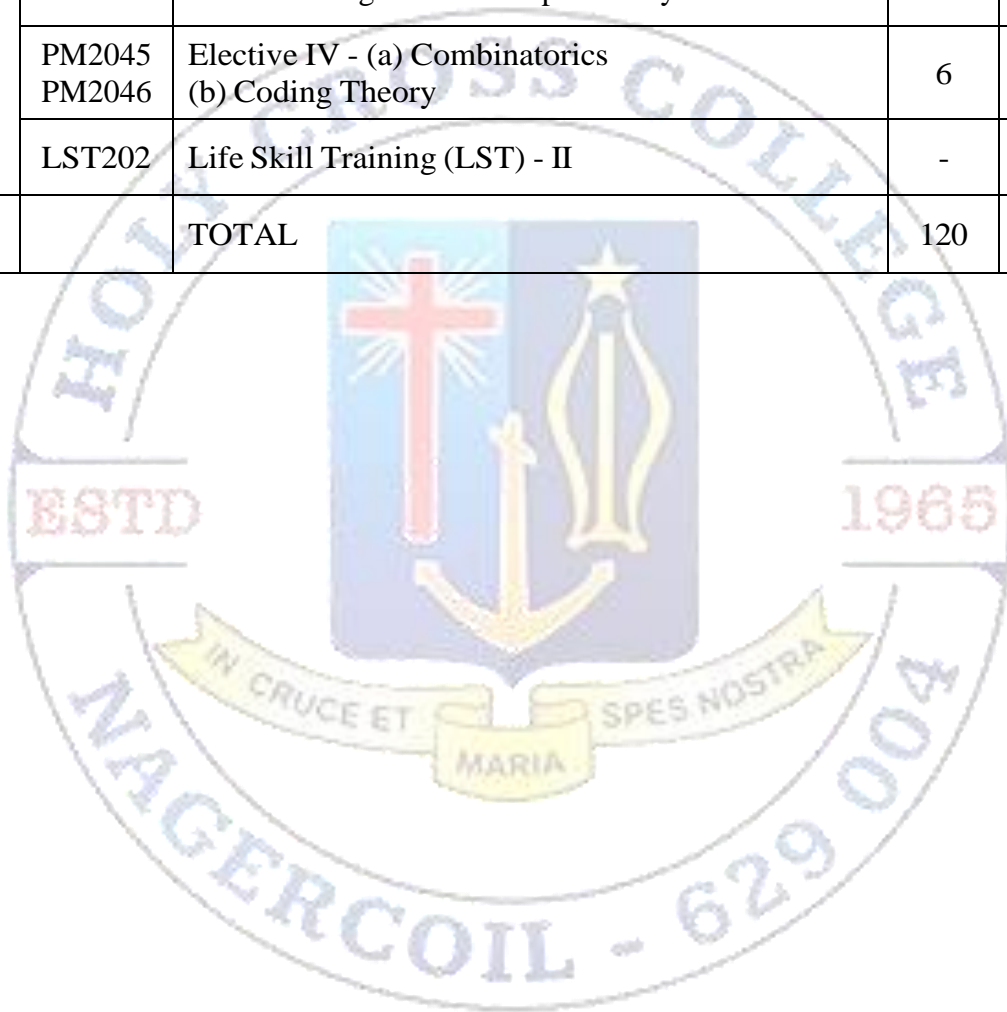 PM2045 Elective IV - (a) Combinatorics 6
PM2046 (b) Coding Theory
LST202 Life Skill Training (LST) - II -
TOTAL 120
HOLY CROSS COLLEGE
ESTD 1965
IN CRUCE ET MARIA SPES NOSTRA
NAGERCOIL - 629 004